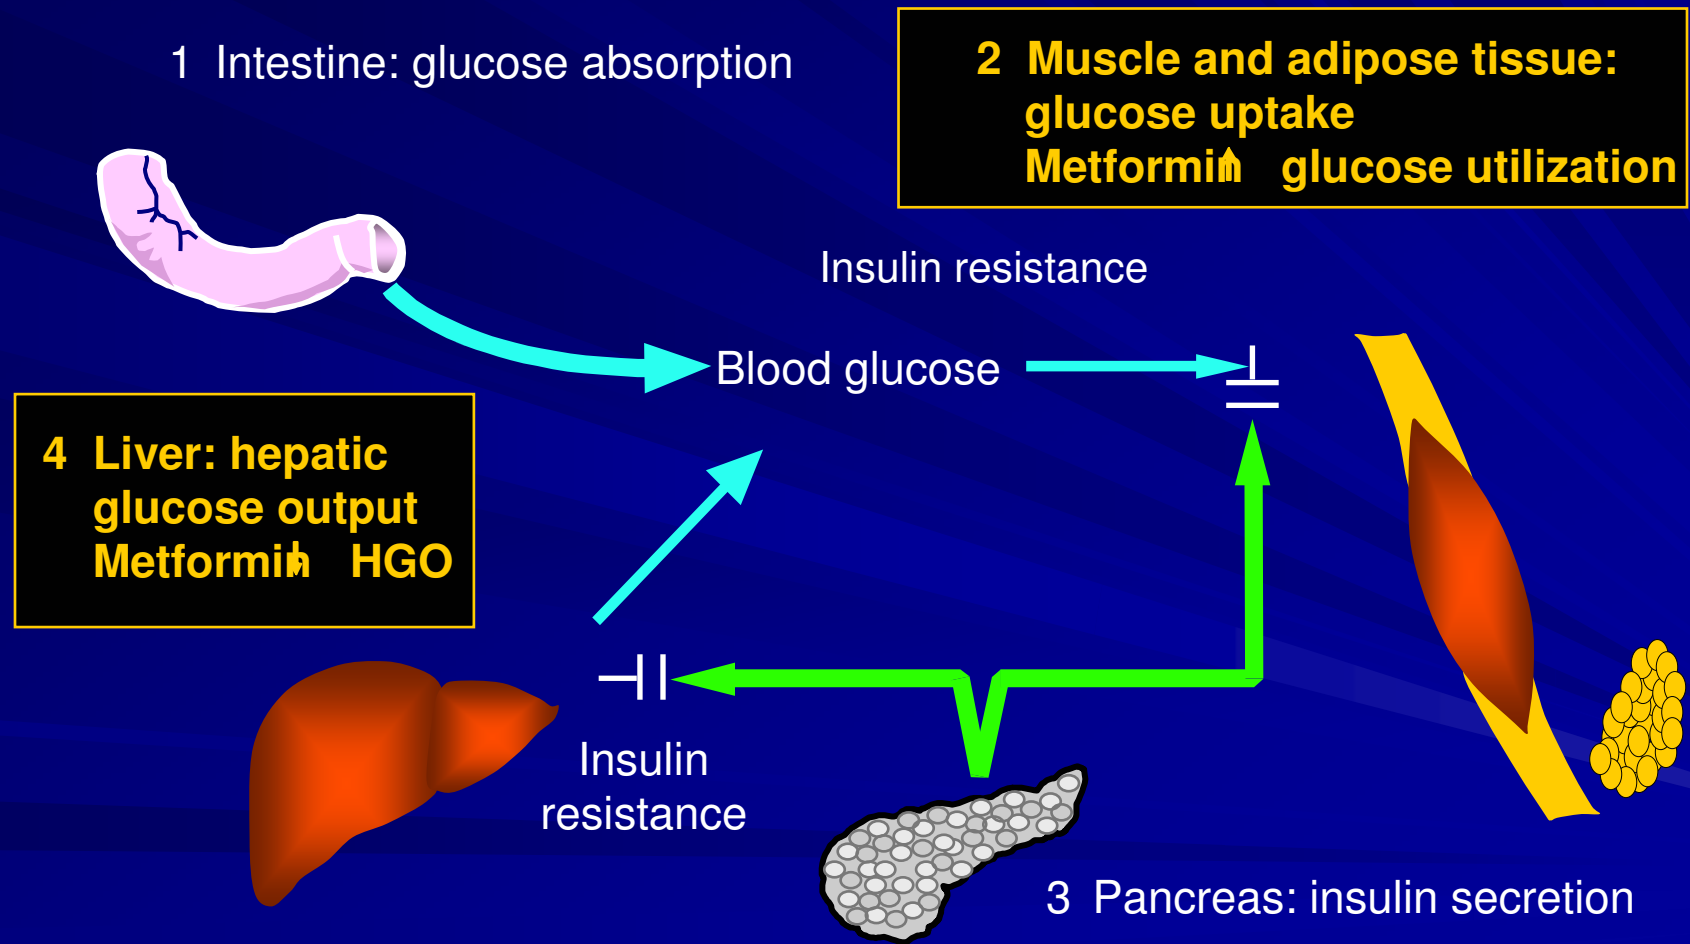 1 Intestine: glucose absorption
2 Muscle and adipose tissue:
glucose uptake
Metformin ↑ glucose utilization
Insulin resistance
Blood glucose
4 Liver: hepatic
glucose output
Metformin ↓ HGO
Insulin
resistance
3 Pancreas: insulin secretion